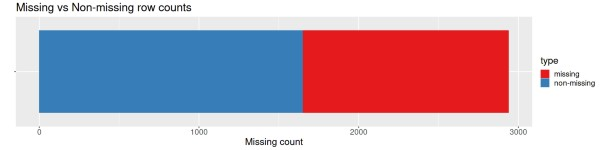 Missing vs Non-missing row counts
type
missing
non-missing
0 1000 2000 3000
Missing count